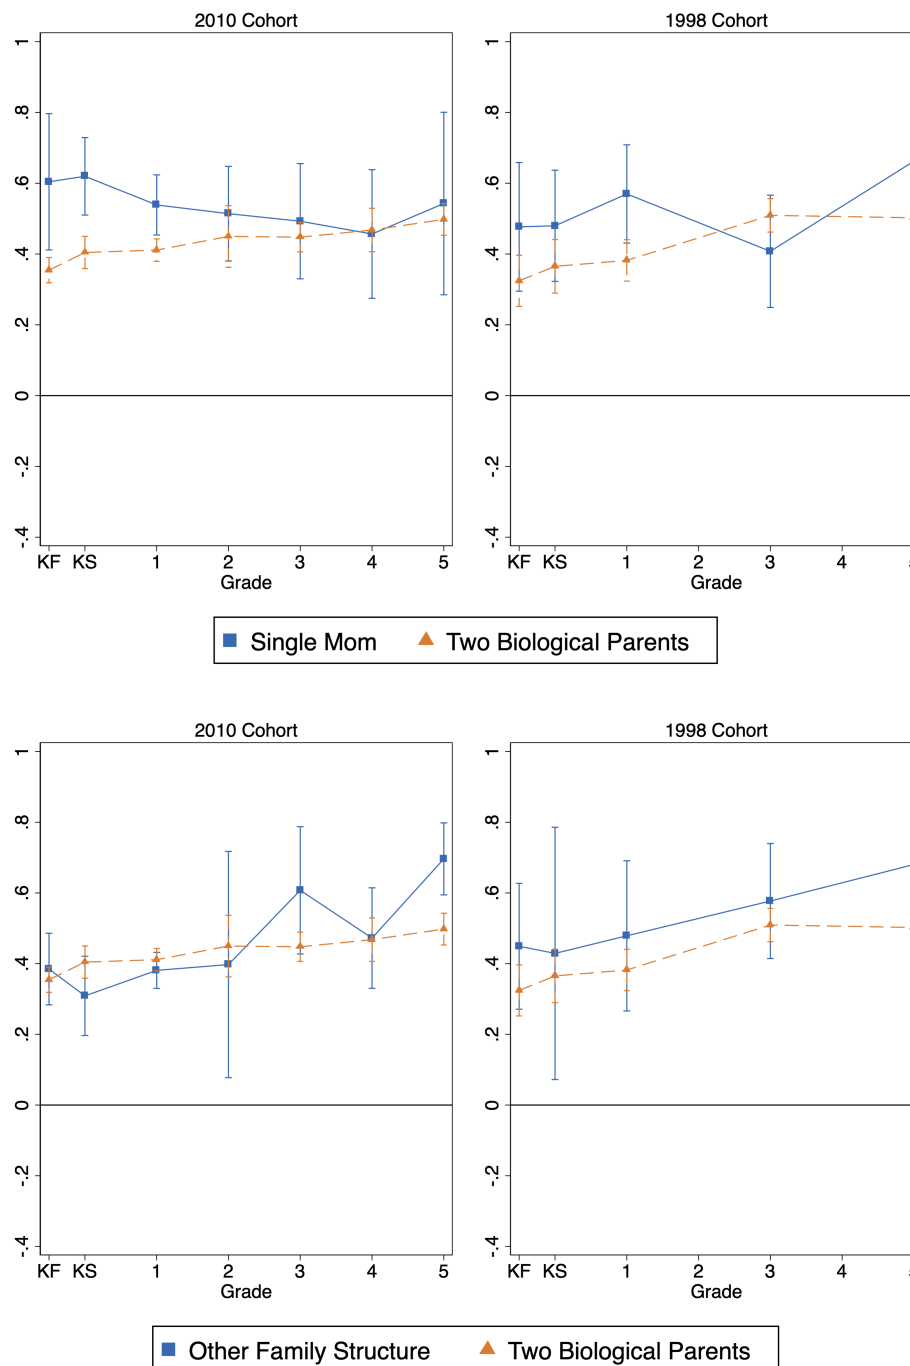 2010 Cohort
1998 Cohort
1
.8
.6
.4
.2
0
-.2
-.4
1
.8
.6
.4
.2
0
-.2
-.4
KF KS 1 2 3 4 5
KF KS 1 2 3 4
Grade
Grade
Single Mom
Two Biological Parents
2010 Cohort
1998 Cohort
1
.8
.6
.4
.2
0
-.2
-.4
1
.8
.6
.4
.2
0
-.2
-.4
KF KS 1 2 3 4 5
KF KS 1 2 3 4
Grade
Grade
Other Family Structure
Two Biological Parents